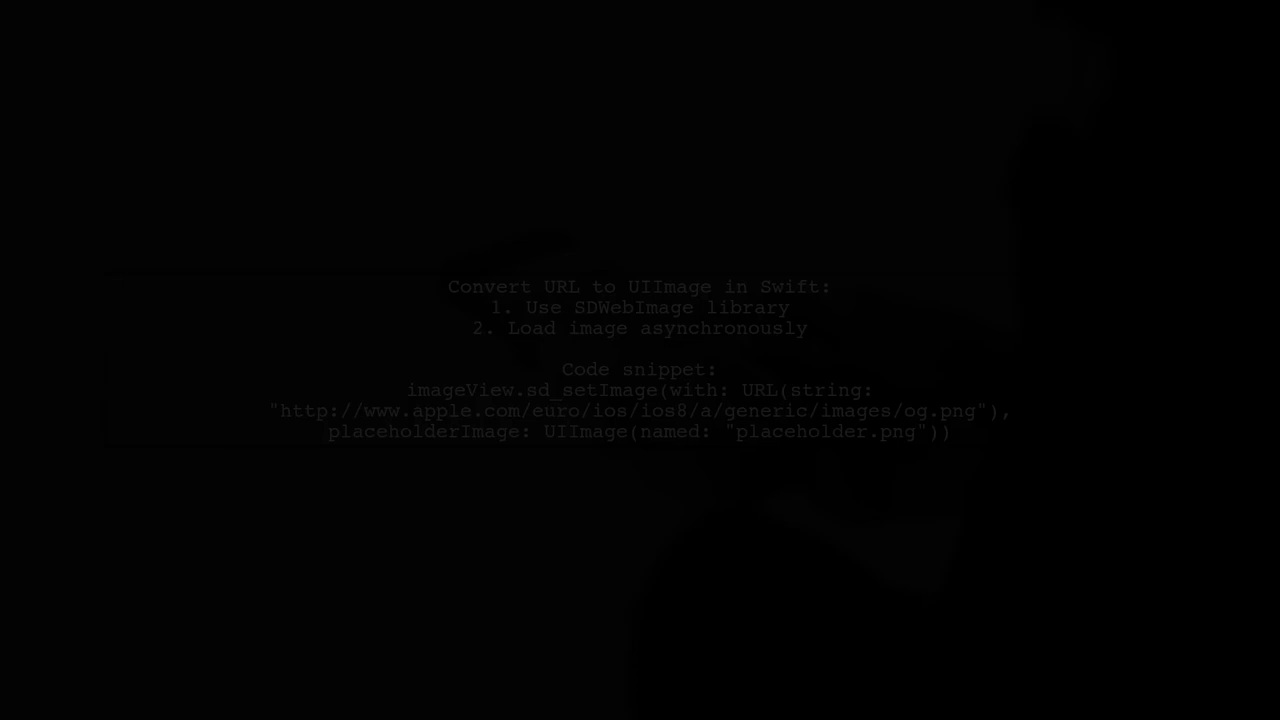 Convert URL to UIImage in Swift:
1. Use SDWebImage library
2. Load image asynchronously
Code snippet:
imageView.sd_setImage(with: URL(string:
"http://www.apple.com/euro/ios/ios8/a/generic/images/og.png"),
placeholderImage: UIImage(named: "placeholder.png"))